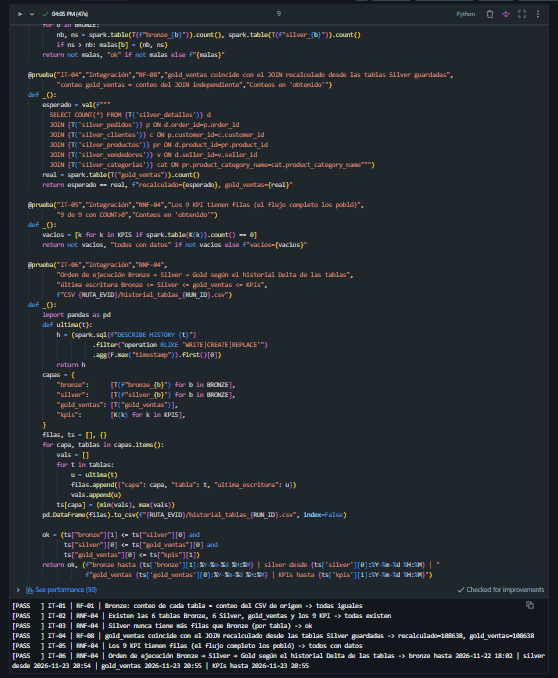 04:05 PM (47s)
9
Python
for b in BRONZE:
nb, ns = spark.table(T(f"bronze_{b}")).count(), spark.table(T(f"silver_{b}")).count()
if ns > nb: malas[b] = (nb, ns)
return not malas, "ok" if not malas else f"{malas}"
@prueba("IT-04","Integración","RF-08","gold_ventas coincide con el JOIN recalculado desde las tablas Silver guardadas",
"conteo gold_ventas = conteo del JOIN independiente","Conteos en 'obtenido'")
def _():
esperado = val(f"""
SELECT COUNT(*) FROM {T('silver_detalles')} d
JOIN {T('silver_pedidos')} p ON d.order_id=p.order_id
JOIN {T('silver_clientes')} c ON p.customer_id=c.customer_id
JOIN {T('silver_productos')} pr ON d.product_id=pr.product_id
JOIN {T('silver_vendedores')} v ON d.seller_id=v.seller_id
JOIN {T('silver_categorias')} cat ON pr.product_category_name=cat.product_category_name""")
real = spark.table(T("gold_ventas")).count()
return esperado == real, f"recalculado={esperado}, gold_ventas={real}"
@prueba("IT-05","Integración","RNF-04","Los 9 KPI tienen filas (el flujo completo los pobló)",
"9 de 9 con COUNT>0","Conteos en 'obtenido'")
def _():
vacios = [k for k in KPIS if spark.table(K(k)).count() == 0]
return not vacios, "todos con datos" if not vacios else f"vacios={vacios}"
@prueba("IT-06","Integración","RNF-04",
"Orden de ejecución Bronze → Silver → Gold según el historial Delta de las tablas",
"última escritura Bronze <= Silver <= gold_ventas <= KPIs",
f"CSV {RUTA_EVID}/historial_tablas_{RUN_ID}.csv")
def _():
import pandas as pd
def ultima(t):
h = (spark.sql(f"DESCRIBE HISTORY {t}")
.filter("operation RLIKE 'WRITE|CREATE|REPLACE'")
.agg(F.max("timestamp")).first()[0])
return h
capas = {
"bronze": [T(f"bronze_{b}") for b in BRONZE],
"silver": [T(f"silver_{b}") for b in BRONZE],
"gold_ventas": [T("gold_ventas")],
"kpis": [K(k) for k in KPIS],
}
filas, ts = [], {}
for capa, tablas in capas.items():
vals = []
for t in tablas:
u = ultima(t)
filas.append({"capa": capa, "tabla": t, "ultima_escritura": u})
vals.append(u)
ts[capa] = (min(vals), max(vals))
pd.DataFrame(filas).to_csv(f"{RUTA_EVID}/historial_tablas_{RUN_ID}.csv", index=False)
ok = (ts["bronze"][1] <= ts["silver"][0] and
ts["silver"][0] <= ts["gold_ventas"][0] and
ts["gold_ventas"][0] <= ts["kpis"][1])
return ok, (f"bronze hasta {ts['bronze'][1]:%Y-%m-%d %H:%M} | silver desde {ts['silver'][0]:%Y-%m-%d %H:%M} | "
f"gold_ventas {ts['gold_ventas'][0]:%Y-%m-%d %H:%M} | KPIs hasta {ts['kpis'][1]:%Y-%m-%d %H:%M}")
See performance (50)
Checked for improvements
[PASS ] IT-01 | RF-01 | Bronze: conteo de cada tabla = conteo del CSV de origen -> todas iguales
[PASS ] IT-02 | RNF-04 | Existen las 6 tablas Bronze, 6 Silver, gold_ventas y los 9 KPI -> todas existen
[PASS ] IT-03 | RNF-04 | Silver nunca tiene más filas que Bronze (por tabla) -> ok
[PASS ] IT-04 | RF-08 | gold_ventas coincide con el JOIN recalculado desde las tablas Silver guardadas -> recalculado=108638, gold_ventas=108638
[PASS ] IT-05 | RNF-04 | Los 9 KPI tienen filas (el flujo completo los pobló) -> todos con datos
[PASS ] IT-06 | RNF-04 | Orden de ejecución Bronze → Silver → Gold según el historial Delta de las tablas -> bronze hasta 2026-11-22 18:02 | silver
desde 2026-11-23 20:54 | gold_ventas 2026-11-23 20:55 | KPIs hasta 2026-11-23 20:55